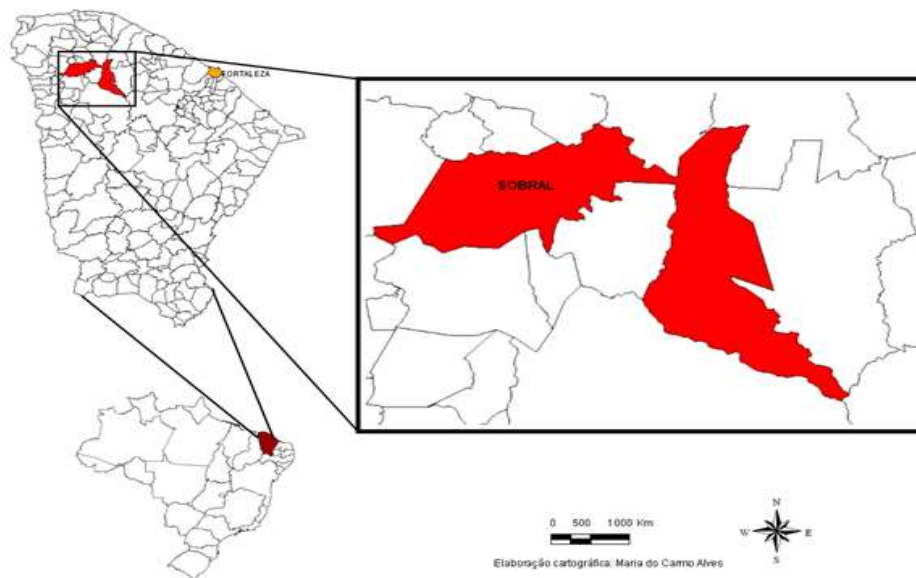 FORTALEZA
SOBRAL
N
W E
S
0 500 1000 Km
Elaboração cartográfica: Maria do Carmo Alves